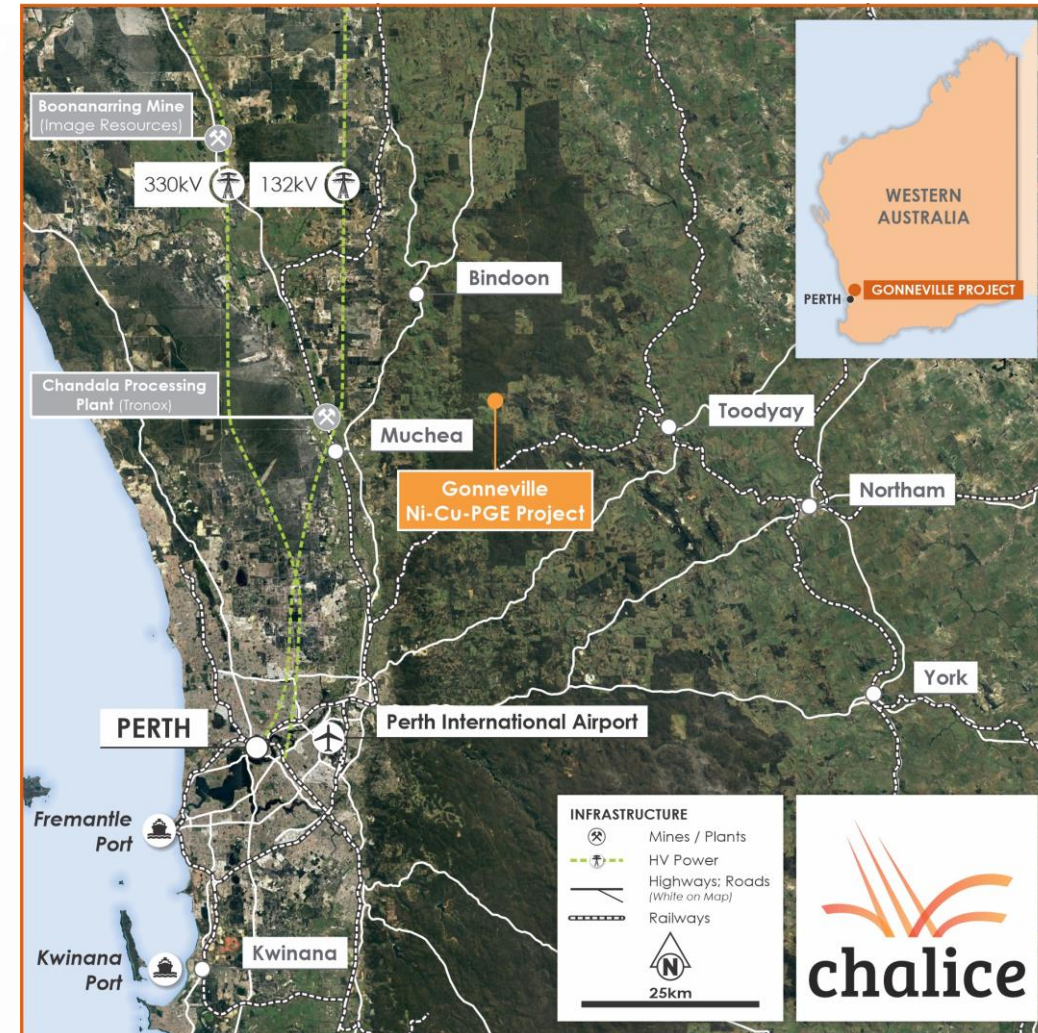 Boonanarring Mine
(Image Resources)
330kV
132kV
Bindoon
WESTERN
AUSTRALIA
PERTH
GONNEVILLE PROJECT
Chandala Processing
Plant (Tronox)
Muchea
Toodyay
Gonneville
Ni-Cu-PGE Project
Northam
York
PERTH
Perth International Airport
Fremantle
Port
Kwinana
Port
Kwinana
INFRASTRUCTURE
Mines / Plants
HV Power
Highways; Roads
(White on Map)
Railways
N
25km
chalice